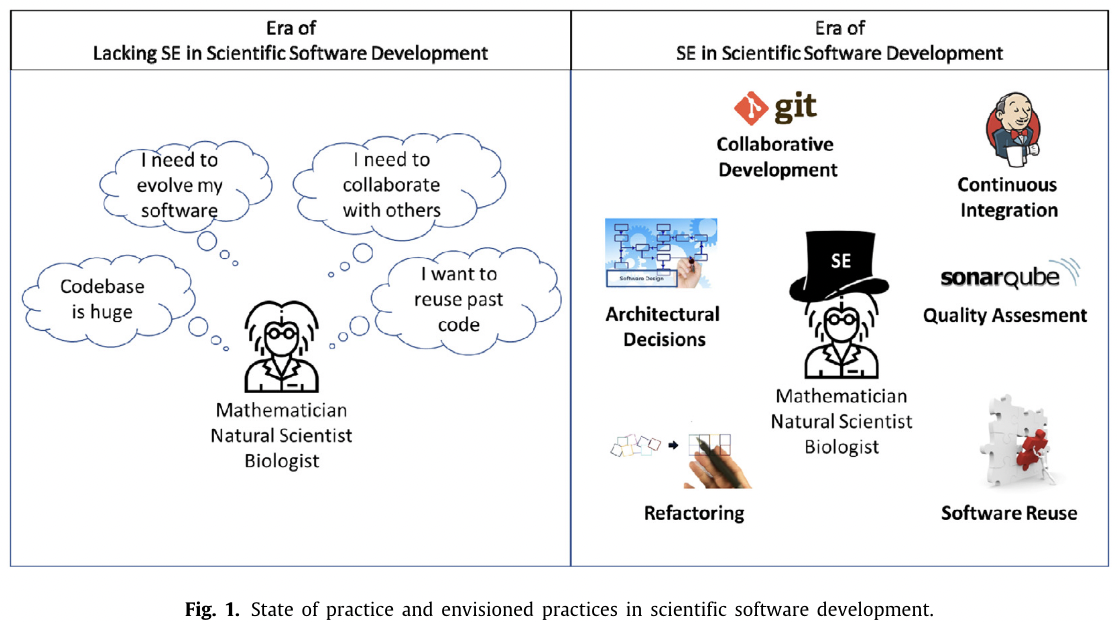 Era of
Lacking SE in Scientific Software Development
I need to
evolve my
software
I need to
collaborate
with others
Codebase
is huge
I want to
reuse past
code
Mathematician
Natural Scientist
Biologist
Era of
SE in Scientific Software Development
git
Collaborative
Development
Continuous
Integration
Software Design
Architectural
Decisions
SE
sonarqube
Quality Assesment
Mathematician
Natural Scientist
Biologist
Refactoring
Software Reuse
Fig. 1. State of practice and envisioned practices in scientific software development.